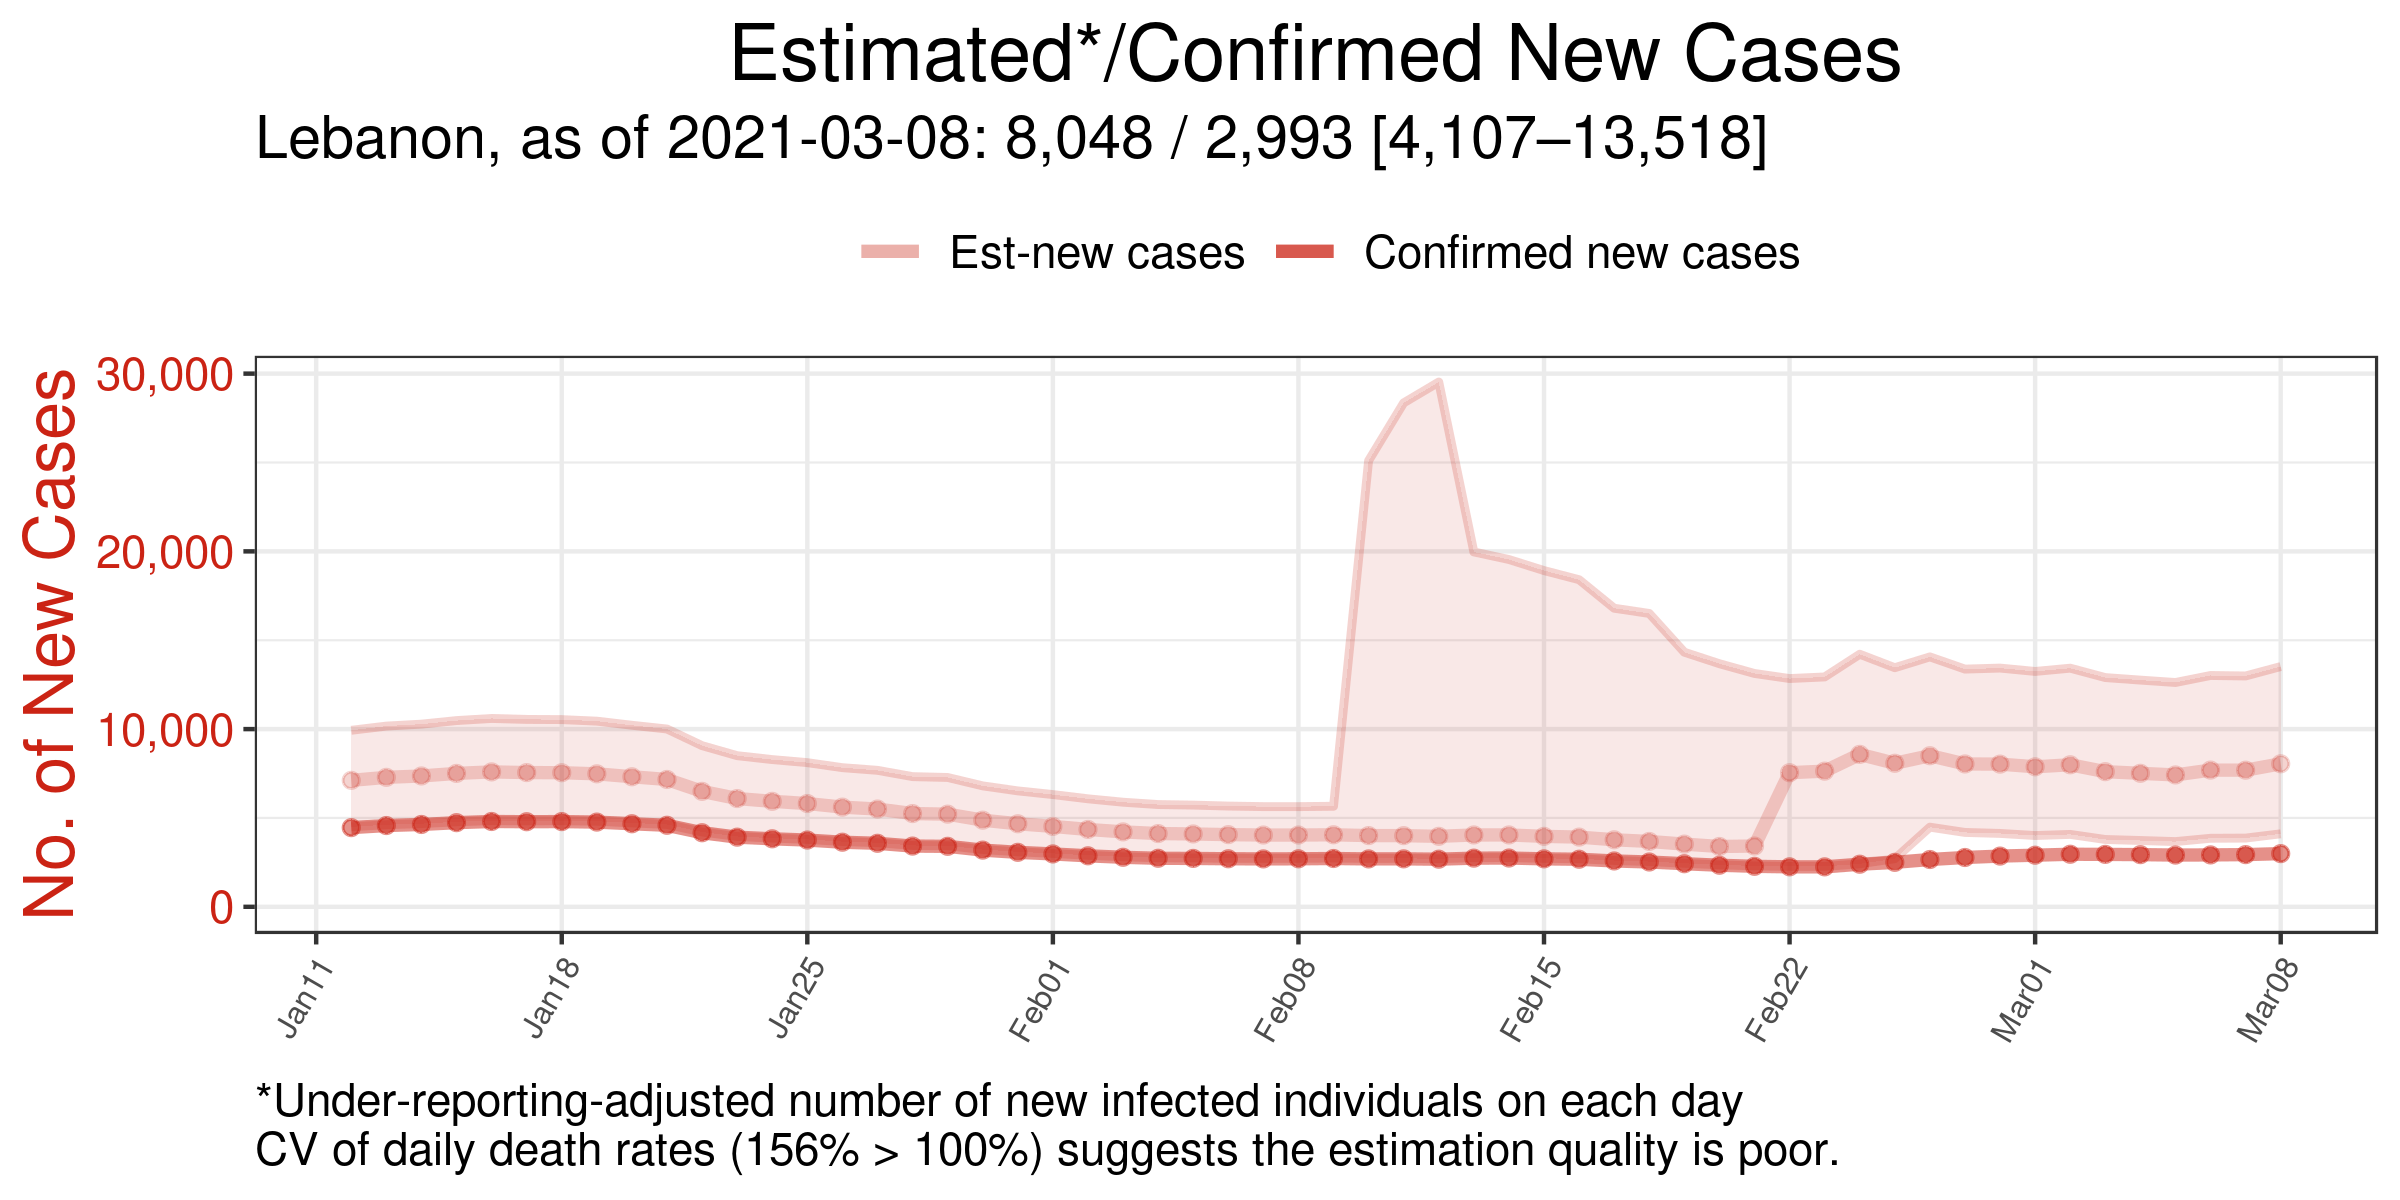 Estimated*/Confirmed New Cases
Lebanon, as of 2021-03-08: 8,048 / 2,993 [4,107–13,518]
Est-new cases
Confirmed new cases
No. of New Cases
30,000
20,000
10,000
0
Jan11
Jan18
Jan25
Feb01
Feb08
Feb15
Feb22
Mar01
Mar08
*Under-reporting-adjusted number of new infected individuals on each day
CV of daily death rates (156% > 100%) suggests the estimation quality is poor.